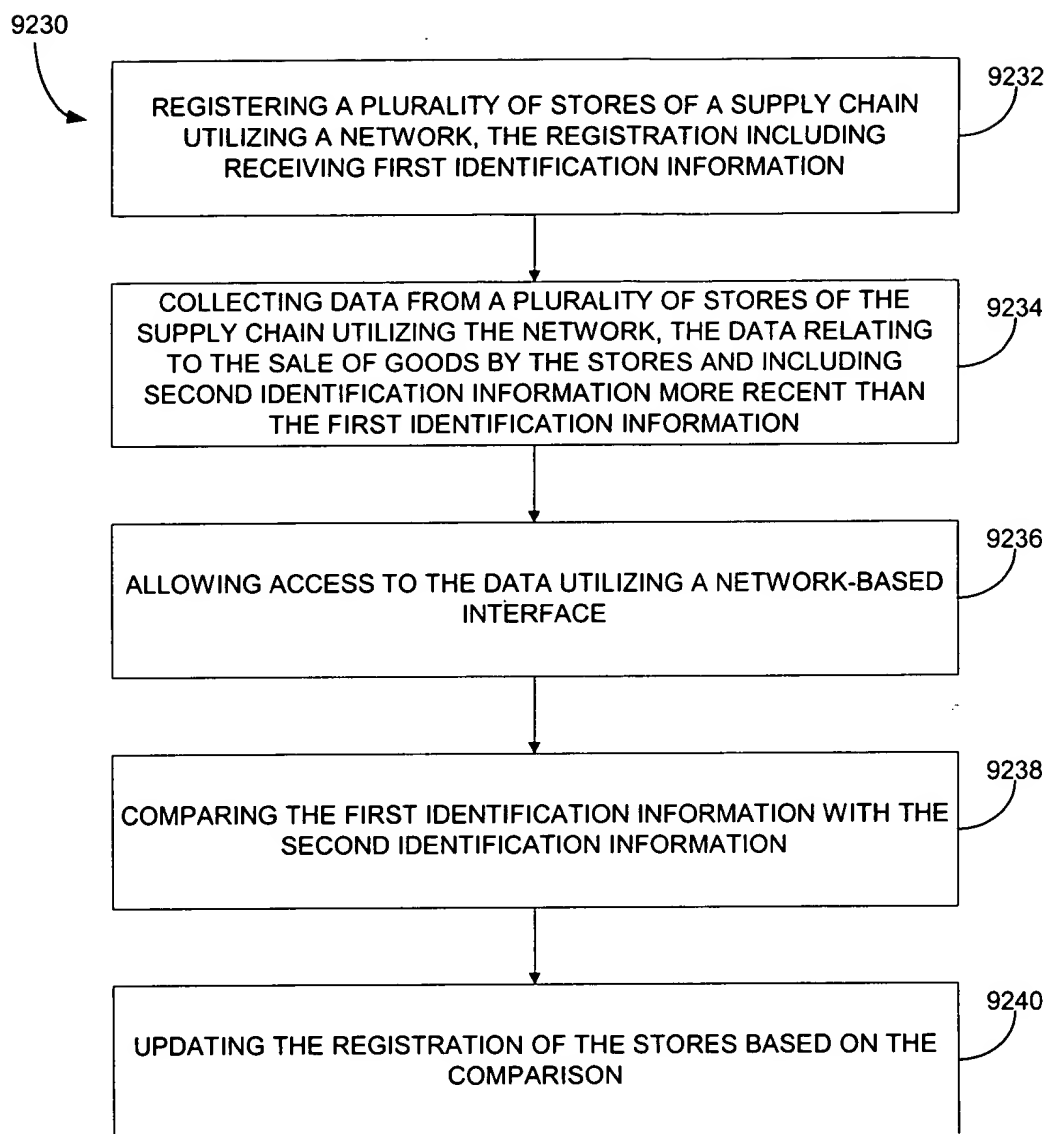 9230
REGISTERING A PLURALITY OF STORES OF A SUPPLY CHAIN
UTILIZING A NETWORK, THE REGISTRATION INCLUDING
RECEIVING FIRST IDENTIFICATION INFORMATION
9232
COLLECTING DATA FROM A PLURALITY OF STORES OF THE
SUPPLY CHAIN UTILIZING THE NETWORK, THE DATA RELATING
TO THE SALE OF GOODS BY THE STORES AND INCLUDING
SECOND IDENTIFICATION INFORMATION MORE RECENT THAN
THE FIRST IDENTIFICATION INFORMATION
9234
ALLOWING ACCESS TO THE DATA UTILIZING A NETWORK-BASED
INTERFACE
9236
COMPARING THE FIRST IDENTIFICATION INFORMATION WITH THE
SECOND IDENTIFICATION INFORMATION
9238
UPDATING THE REGISTRATION OF THE STORES BASED ON THE
COMPARISON
9240